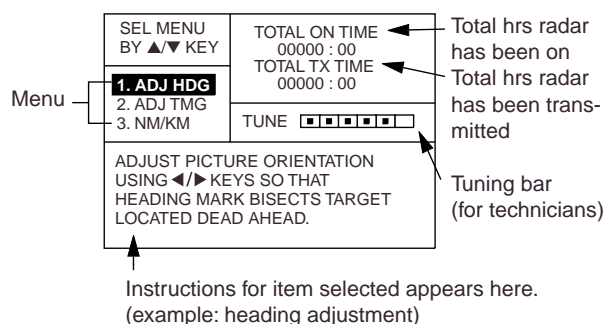 SEL MENU
BY ▲/▼ KEY
TOTAL ON TIME
00000 : 00
TOTAL TX TIME
00000 : 00
1. ADJ HDG
2. ADJ TMG
3. NM/KM
TUNE
ADJUST PICTURE ORIENTATION
USING ◀/▶ KEYS SO THAT
HEADING MARK BISECTS TARGET
LOCATED DEAD AHEAD.
Menu
Total hrs radar
has been on
Total hrs radar
has been trans-
mitted
Tuning bar
(for technicians)
Instructions for item selected appears here.
(example: heading adjustment)